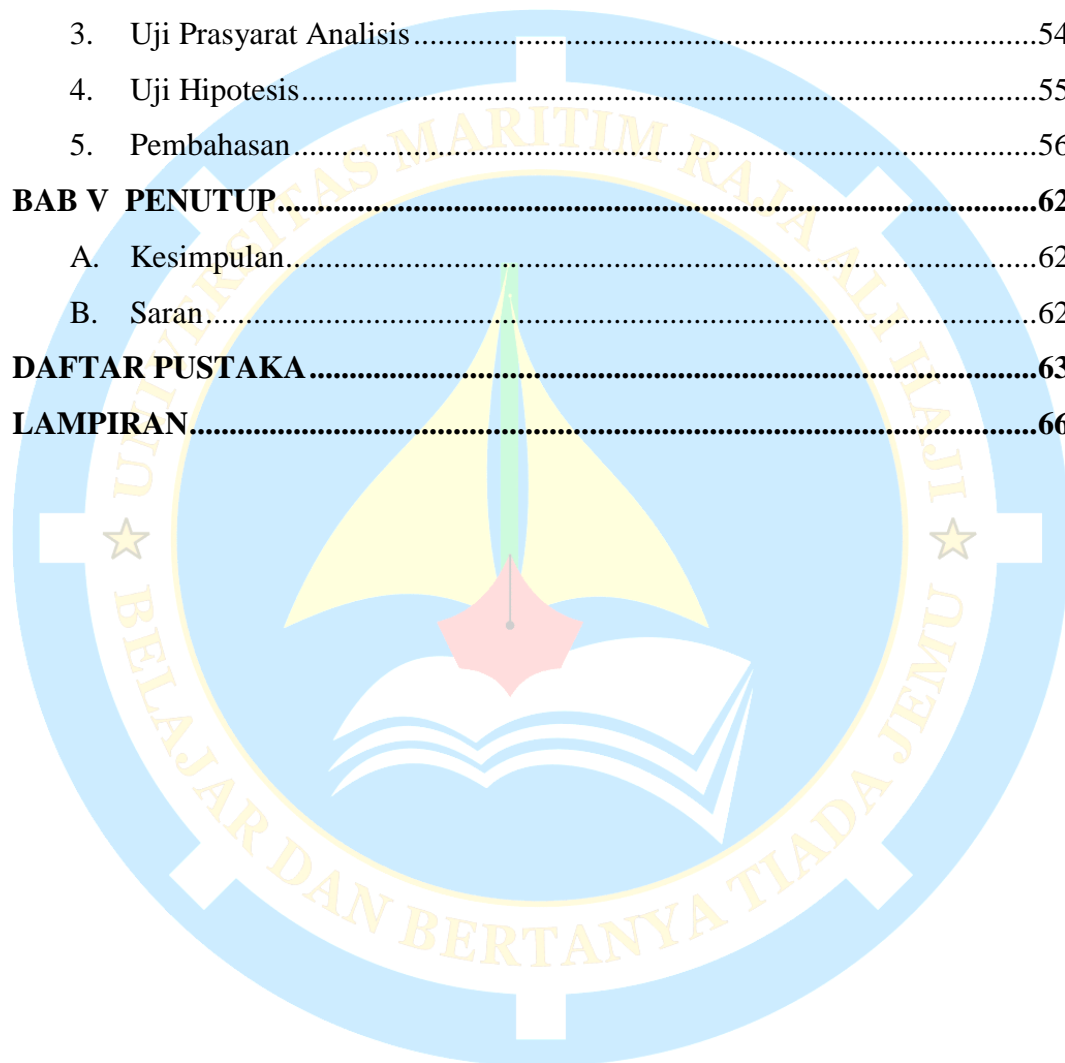 3. Uji Prasyarat Analisis........................................................................54
4. Uji Hipotesis........................................................................................55
5. Pembahasan.........................................................................................56
BAB V PENUTUP...........................................................................................62
A. Kesimpulan..........................................................................................62
B. Saran....................................................................................................62
DAFTAR PUSTAKA.......................................................................................63
LAMPIRAN.....................................................................................................66
UNIVERSITAS MARITIM RAJA ALI HAJI
BELAJAR DAN BERTANYA TIADA JEMU